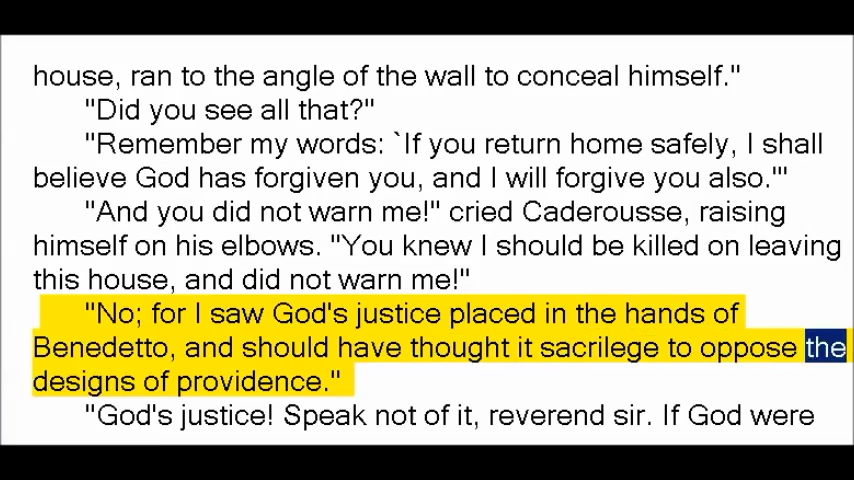 house, ran to the angle of the wall to conceal himself."
"Did you see all that?"
"Remember my words: `If you return home safely, I shall
believe God has forgiven you, and I will forgive you also.'"
"And you did not warn me!" cried Caderousse, raising
himself on his elbows. "You knew I should be killed on leaving
this house, and did not warn me!"
"No; for I saw God's justice placed in the hands of
Benedetto, and should have thought it sacrilege to oppose the
designs of providence."
"God's justice! Speak not of it, reverend sir. If God were